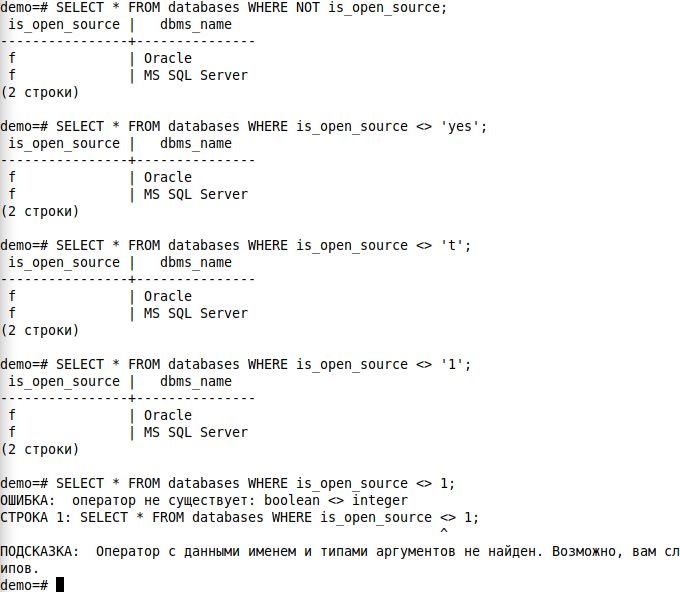 demo=# SELECT * FROM databases WHERE NOT is_open_source;
 is_open_source |   dbms_name
----------------+---------------
 f              | Oracle
 f              | MS SQL Server
(2 строки)

demo=# SELECT * FROM databases WHERE is_open_source <> 'yes';
 is_open_source |   dbms_name
----------------+---------------
 f              | Oracle
 f              | MS SQL Server
(2 строки)

demo=# SELECT * FROM databases WHERE is_open_source <> 't';
 is_open_source |   dbms_name
----------------+---------------
 f              | Oracle
 f              | MS SQL Server
(2 строки)

demo=# SELECT * FROM databases WHERE is_open_source <> '1';
 is_open_source |   dbms_name
----------------+---------------
 f              | Oracle
 f              | MS SQL Server
(2 строки)

demo=# SELECT * FROM databases WHERE is_open_source <> 1;
ОШИБКА:  оператор не существует: boolean <> integer
СТРОКА 1: SELECT * FROM databases WHERE is_open_source <> 1;
                                                       ^
ПОДСКАЗКА:  Оператор с данными именем и типами аргументов не найден. Возможно, вам сл
ипов.
demo=#